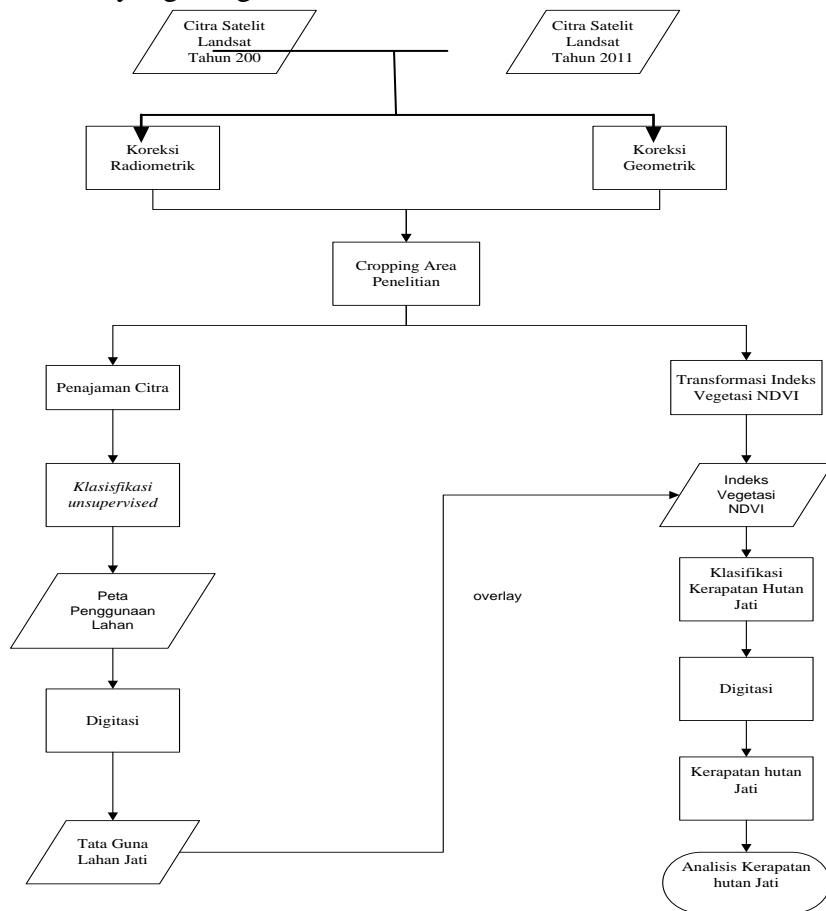 Citra Satelit
Landsat
Tahun 200
Citra Satelit
Landsat
Tahun 2011
Koreksi
Radiometrik
Koreksi
Geometrik
Cropping Area
Penelitian
Penajaman Citra
Transformasi Indeks
Vegetasi NDVI
Klasisfikasi
unsupervised
Indeks
Vegetasi
NDVI
Peta
Penggunaan
Lahan
overlay
Klasifikasi
Kerapatan Hutan
Jati
Digitasi
Digitasi
Kerapatan hutan
Jati
Tata Guna
Lahan Jati
Analisis Kerapatan
hutan Jati